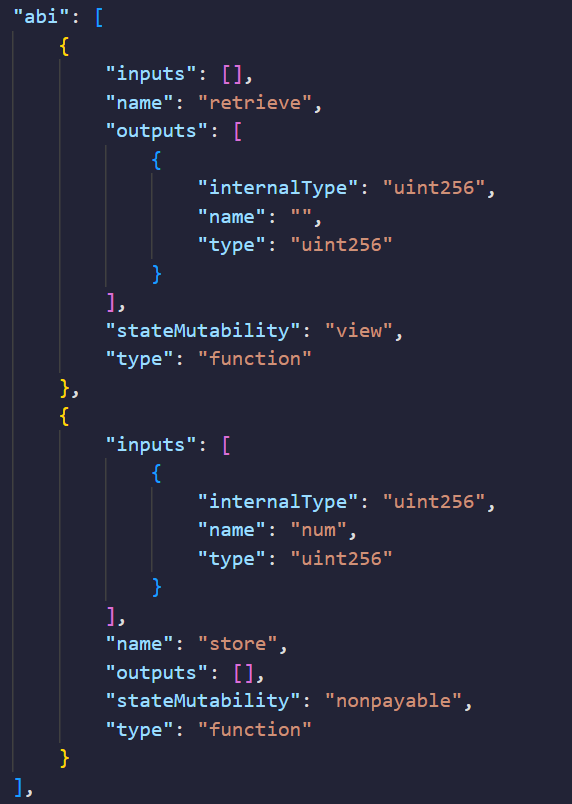 "abi": [
    {
        "inputs": [],
        "name": "retrieve",
        "outputs": [
            {
                "internalType": "uint256",
                "name": "",
                "type": "uint256"
            }
        ],
        "stateMutability": "view",
        "type": "function"
    },
    {
        "inputs": [
            {
                "internalType": "uint256",
                "name": "num",
                "type": "uint256"
            }
        ],
        "name": "store",
        "outputs": [],
        "stateMutability": "nonpayable",
        "type": "function"
    }
],